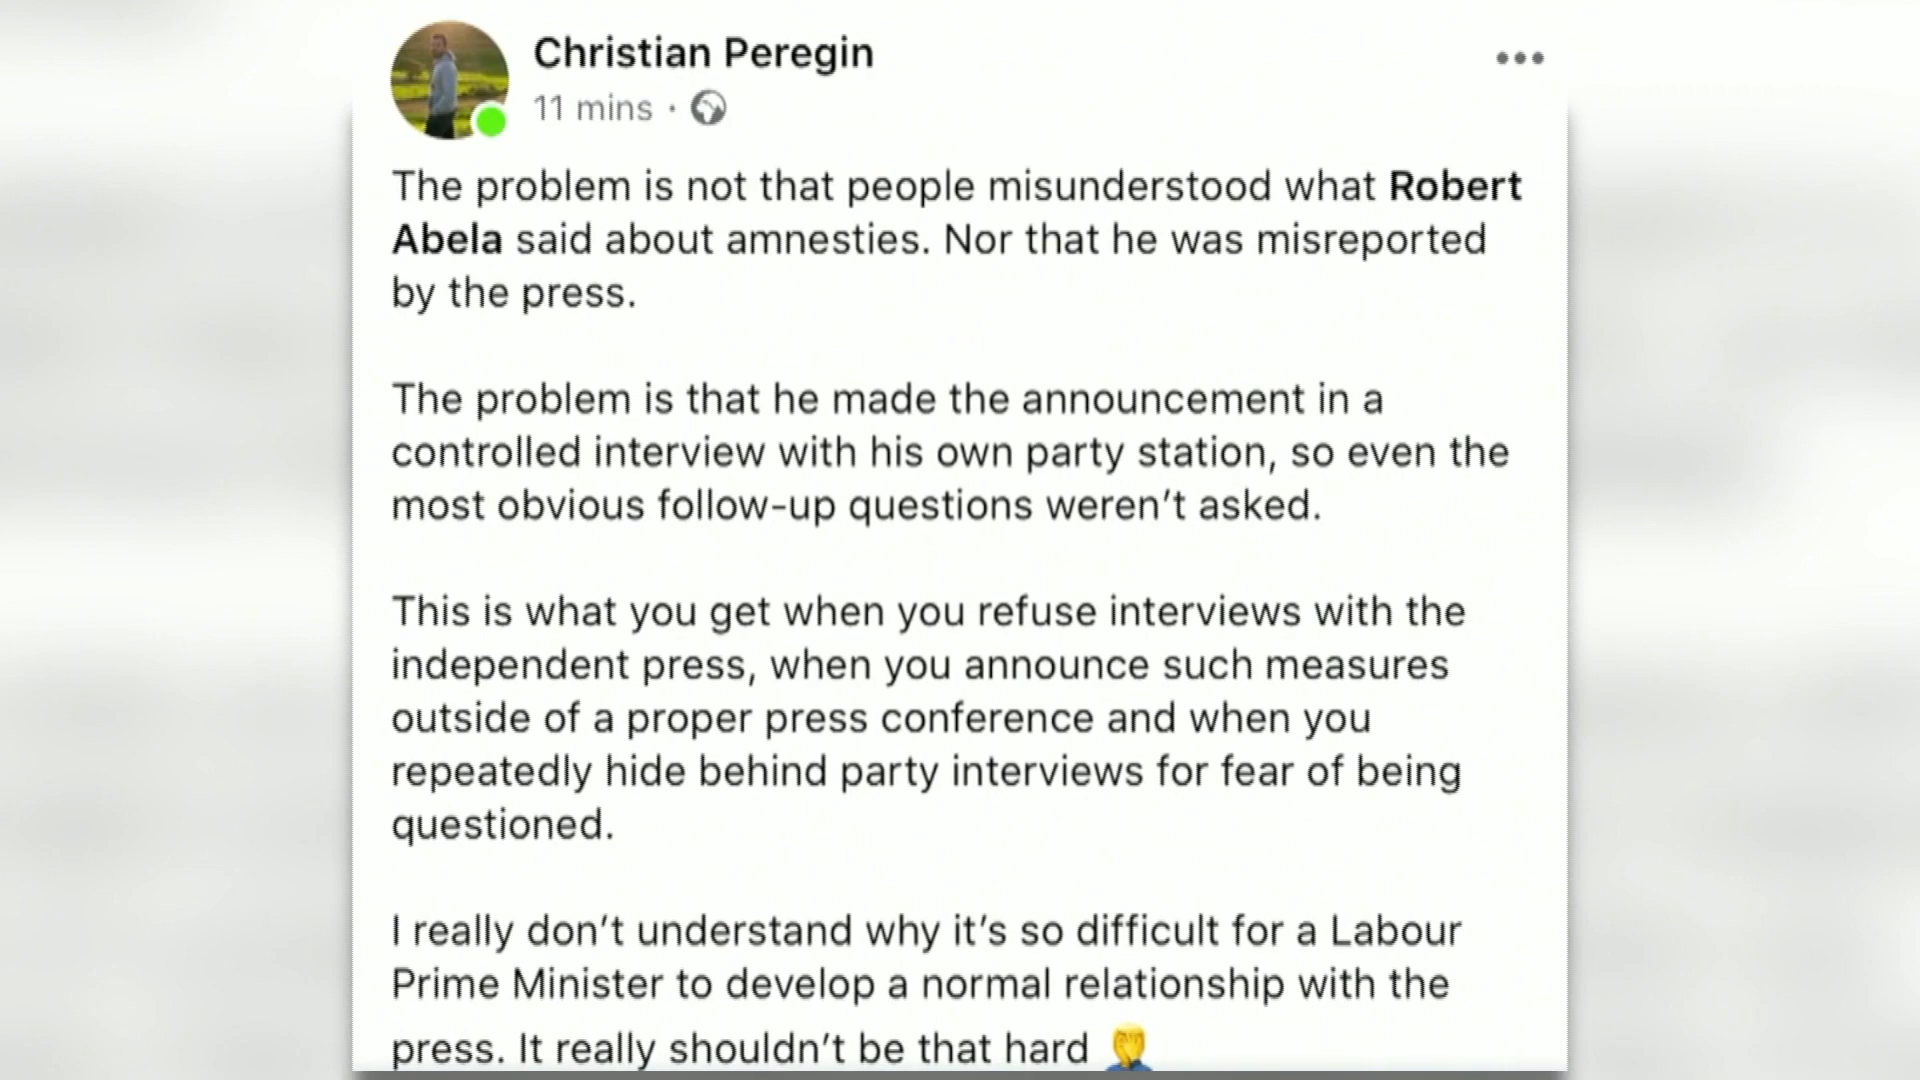 Christian Peregin
11 mins ·
The problem is not that people misunderstood what Robert
Abela said about amnesties. Nor that he was misreported
by the press.
The problem is that he made the announcement in a
controlled interview with his own party station, so even the
most obvious follow-up questions weren't asked.
This is what you get when you refuse interviews with the
independent press, when you announce such measures
outside of a proper press conference and when you
repeatedly hide behind party interviews for fear of being
questioned.
I really don't understand why it's so difficult for a Labour
Prime Minister to develop a normal relationship with the
press. It really shouldn't be that hard 🤦‍♂️